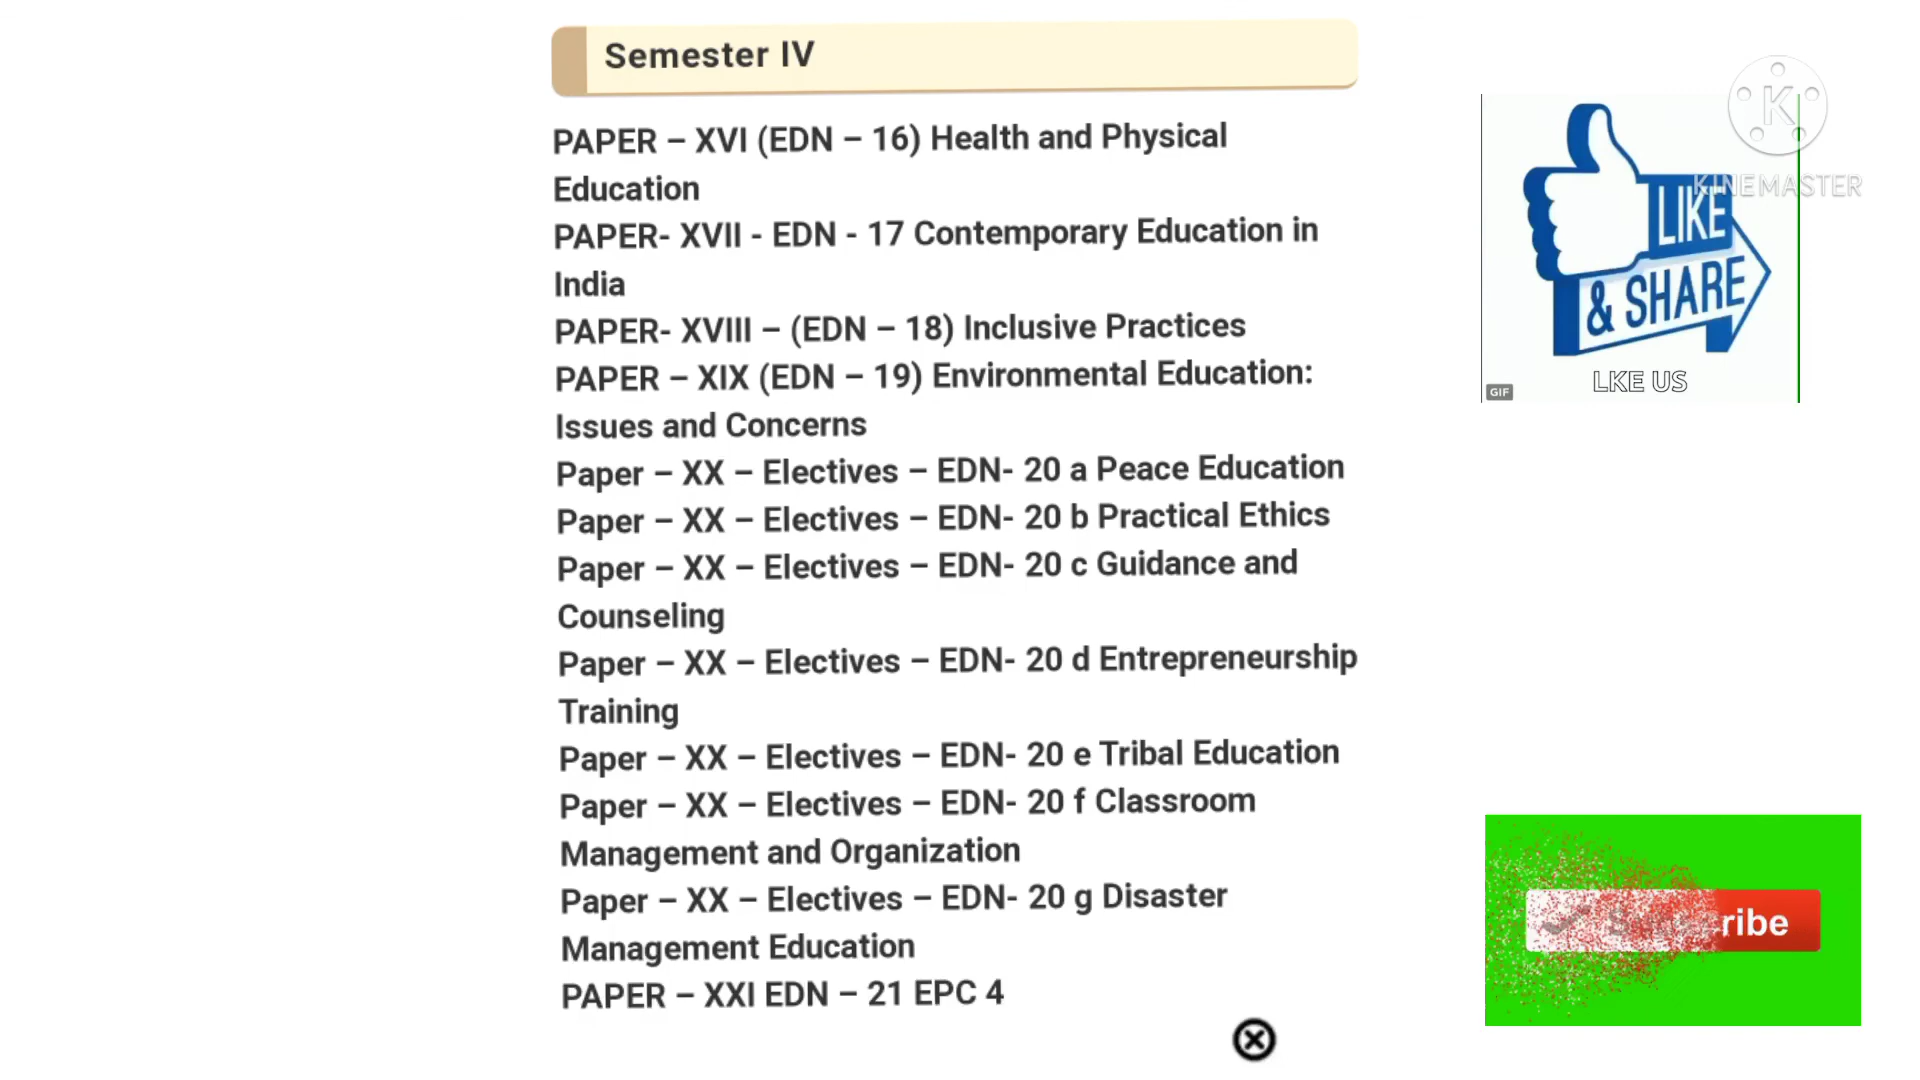 Semester IV
PAPER – XVI (EDN – 16) Health and Physical
Education
PAPER- XVII - EDN - 17 Contemporary Education in
India
PAPER- XVIII – (EDN – 18) Inclusive Practices
PAPER – XIX (EDN – 19) Environmental Education:
Issues and Concerns
Paper – XX – Electives – EDN- 20 a Peace Education
Paper – XX – Electives – EDN- 20 b Practical Ethics
Paper – XX – Electives – EDN- 20 c Guidance and
Counseling
Paper – XX – Electives – EDN- 20 d Entrepreneurship
Training
Paper – XX – Electives – EDN- 20 e Tribal Education
Paper – XX – Electives – EDN- 20 f Classroom
Management and Organization
Paper – XX – Electives – EDN- 20 g Disaster
Management Education
PAPER – XXI EDN – 21 EPC 4
K
KINEMASTER
LIKE
& SHARE
LKE US
GIF
ribe